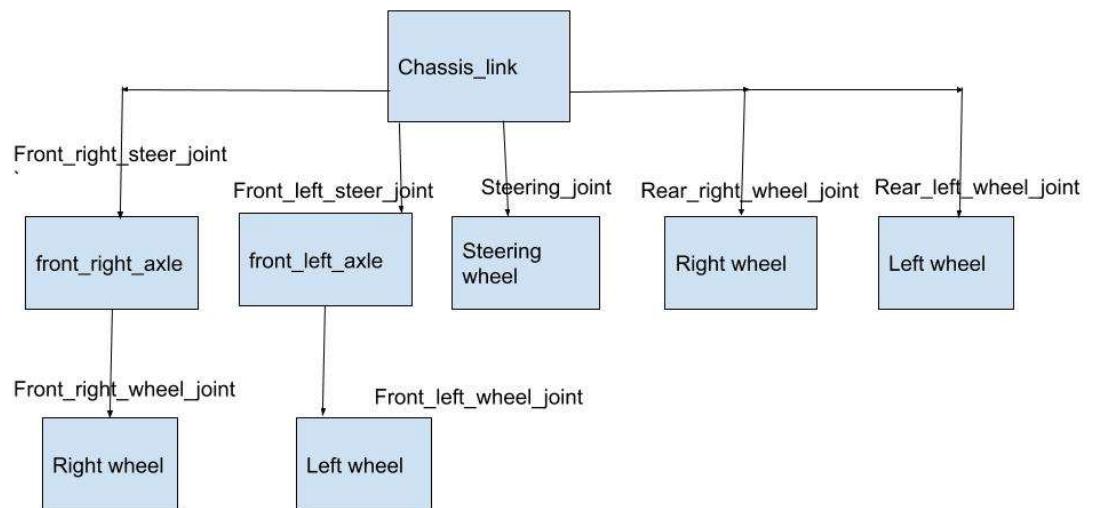 Chassis_link
Front_right_steer_joint
`
Front_left_steer_joint
Steering_joint
Rear_right_wheel_joint
Rear_left_wheel_joint
front_right_axle
front_left_axle
Steering
wheel
Right wheel
Left wheel
Front_right_wheel_joint
Front_left_wheel_joint
Right wheel
Left wheel